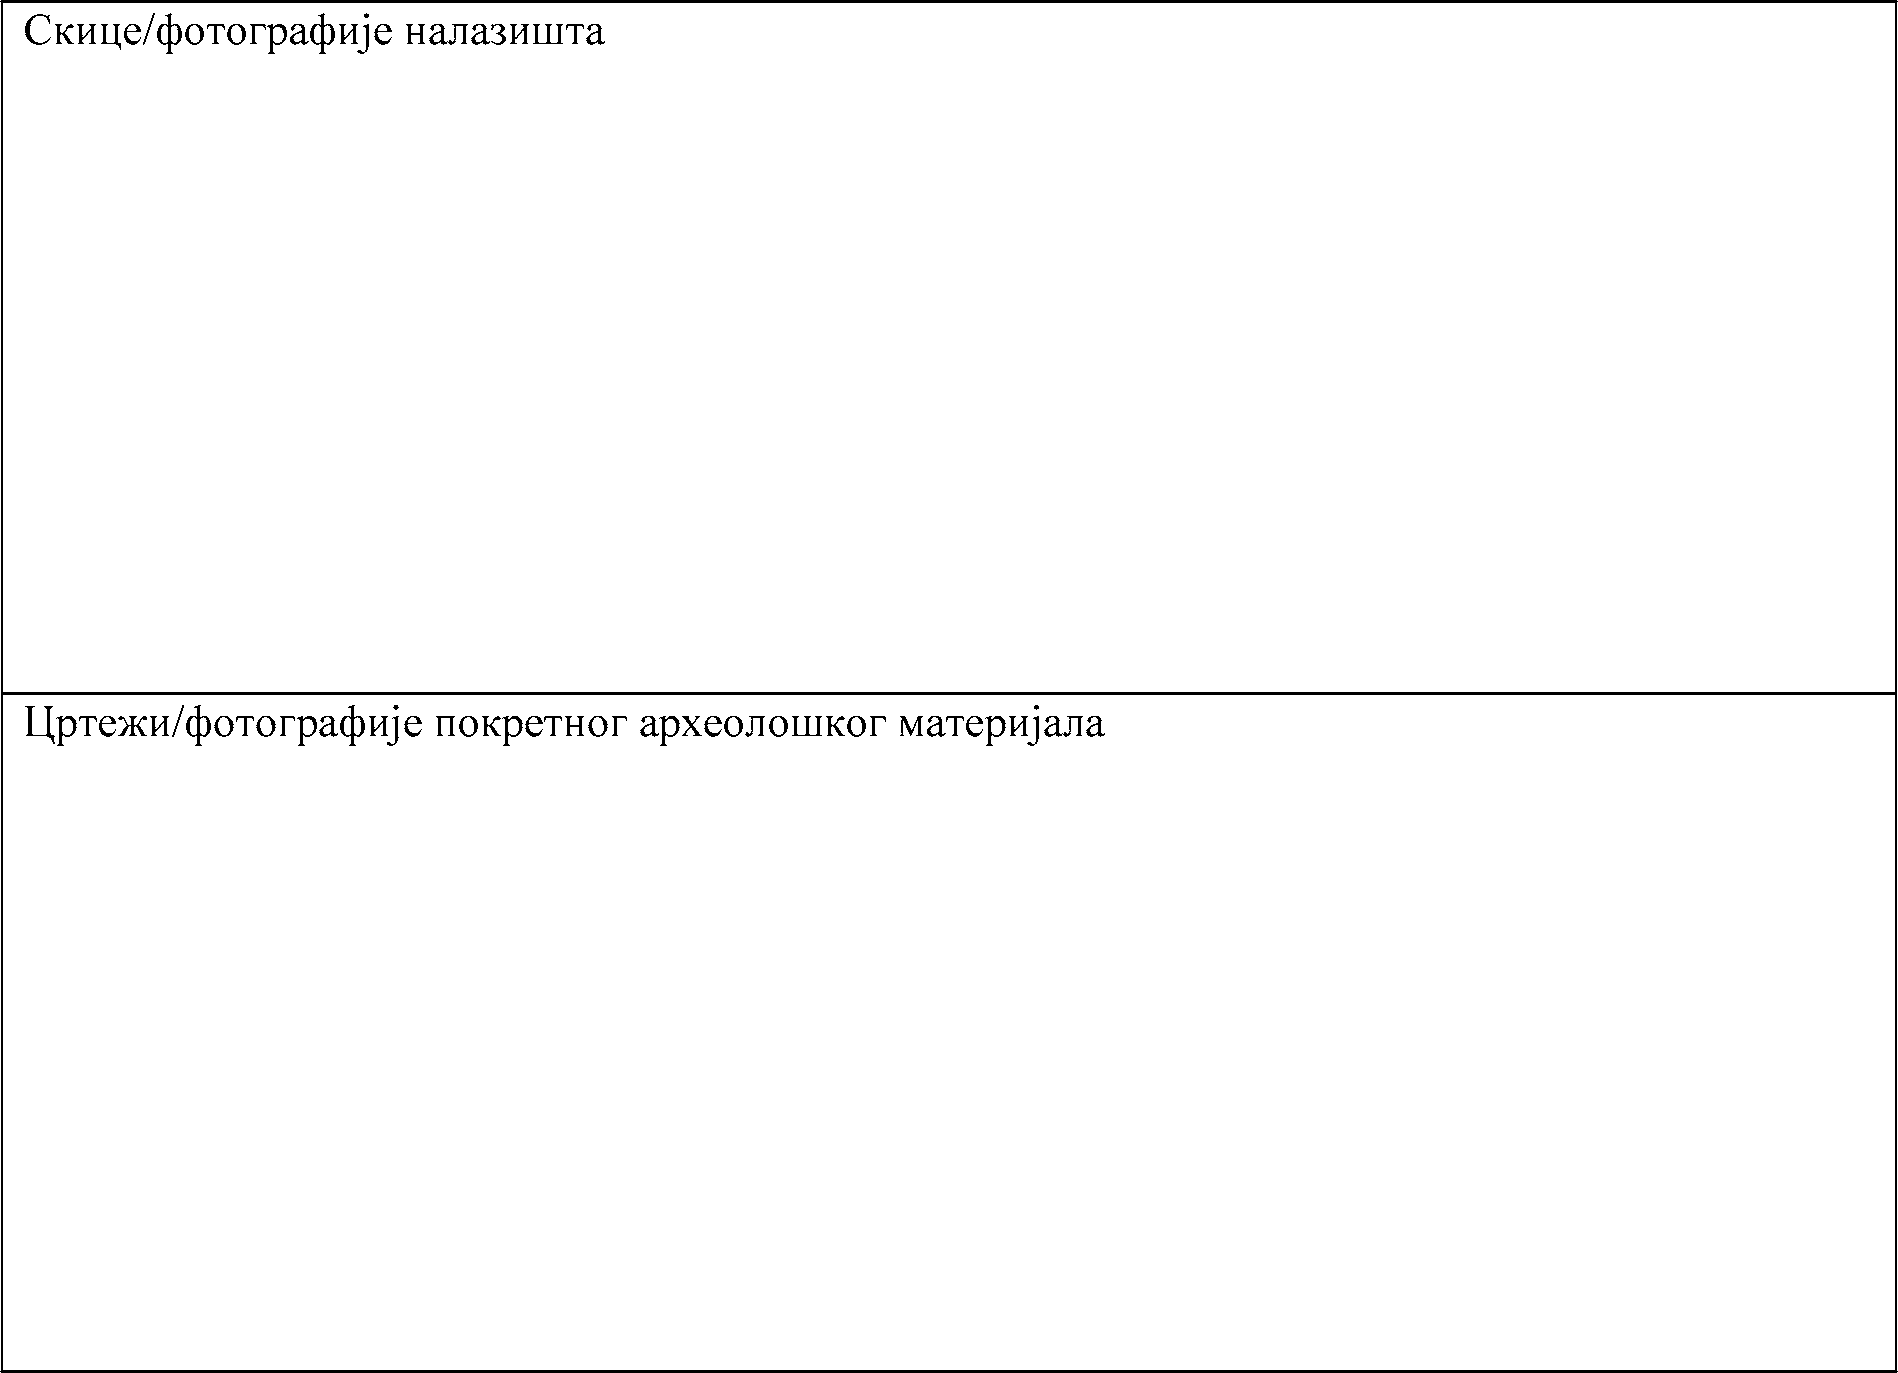 Скице/фотографије налазишта
Цртежи/фотографије покретног археолошког материјала